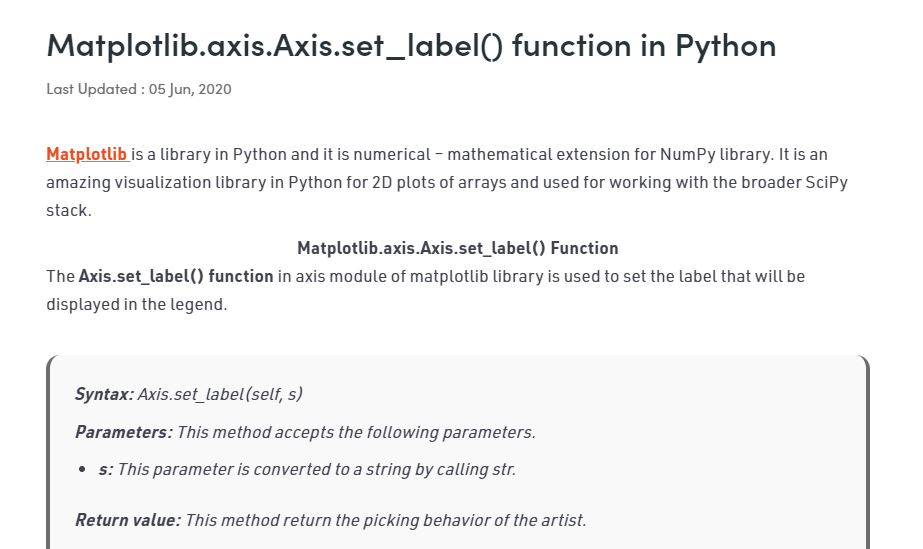 Matplotlib.axis.Axis.set_label() function in Python
Last Updated : 05 Jun, 2020
Matplotlib is a library in Python and it is numerical – mathematical extension for NumPy library. It is an
amazing visualization library in Python for 2D plots of arrays and used for working with the broader SciPy
stack.
Matplotlib.axis.Axis.set_label() Function
The Axis.set_label() function in axis module of matplotlib library is used to set the label that will be
displayed in the legend.
Syntax: Axis.set_label(self, s)
Parameters: This method accepts the following parameters.
• s: This parameter is converted to a string by calling str.
Return value: This method return the picking behavior of the artist.